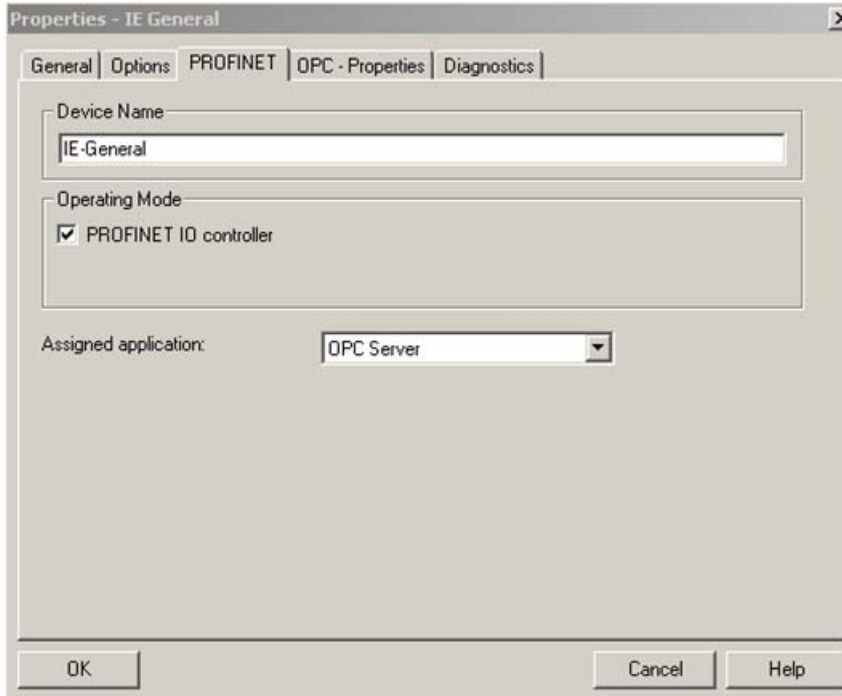 Properties - IE General
General Options PROFINET OPC - Properties Diagnostics
Device Name
IE-General
Operating Mode
PROFINET IO controller
Assigned application: OPC Server
OK Cancel Help